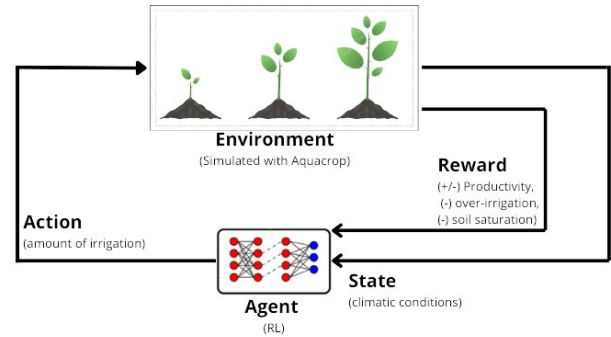 Environment
(Simulated with Aquacrop)
Reward
(+/-) Productivity,
(-) over-irrigation,
(-) soil saturation)
Action
(amount of irrigation)
State
(climatic conditions)
Agent
(RL)